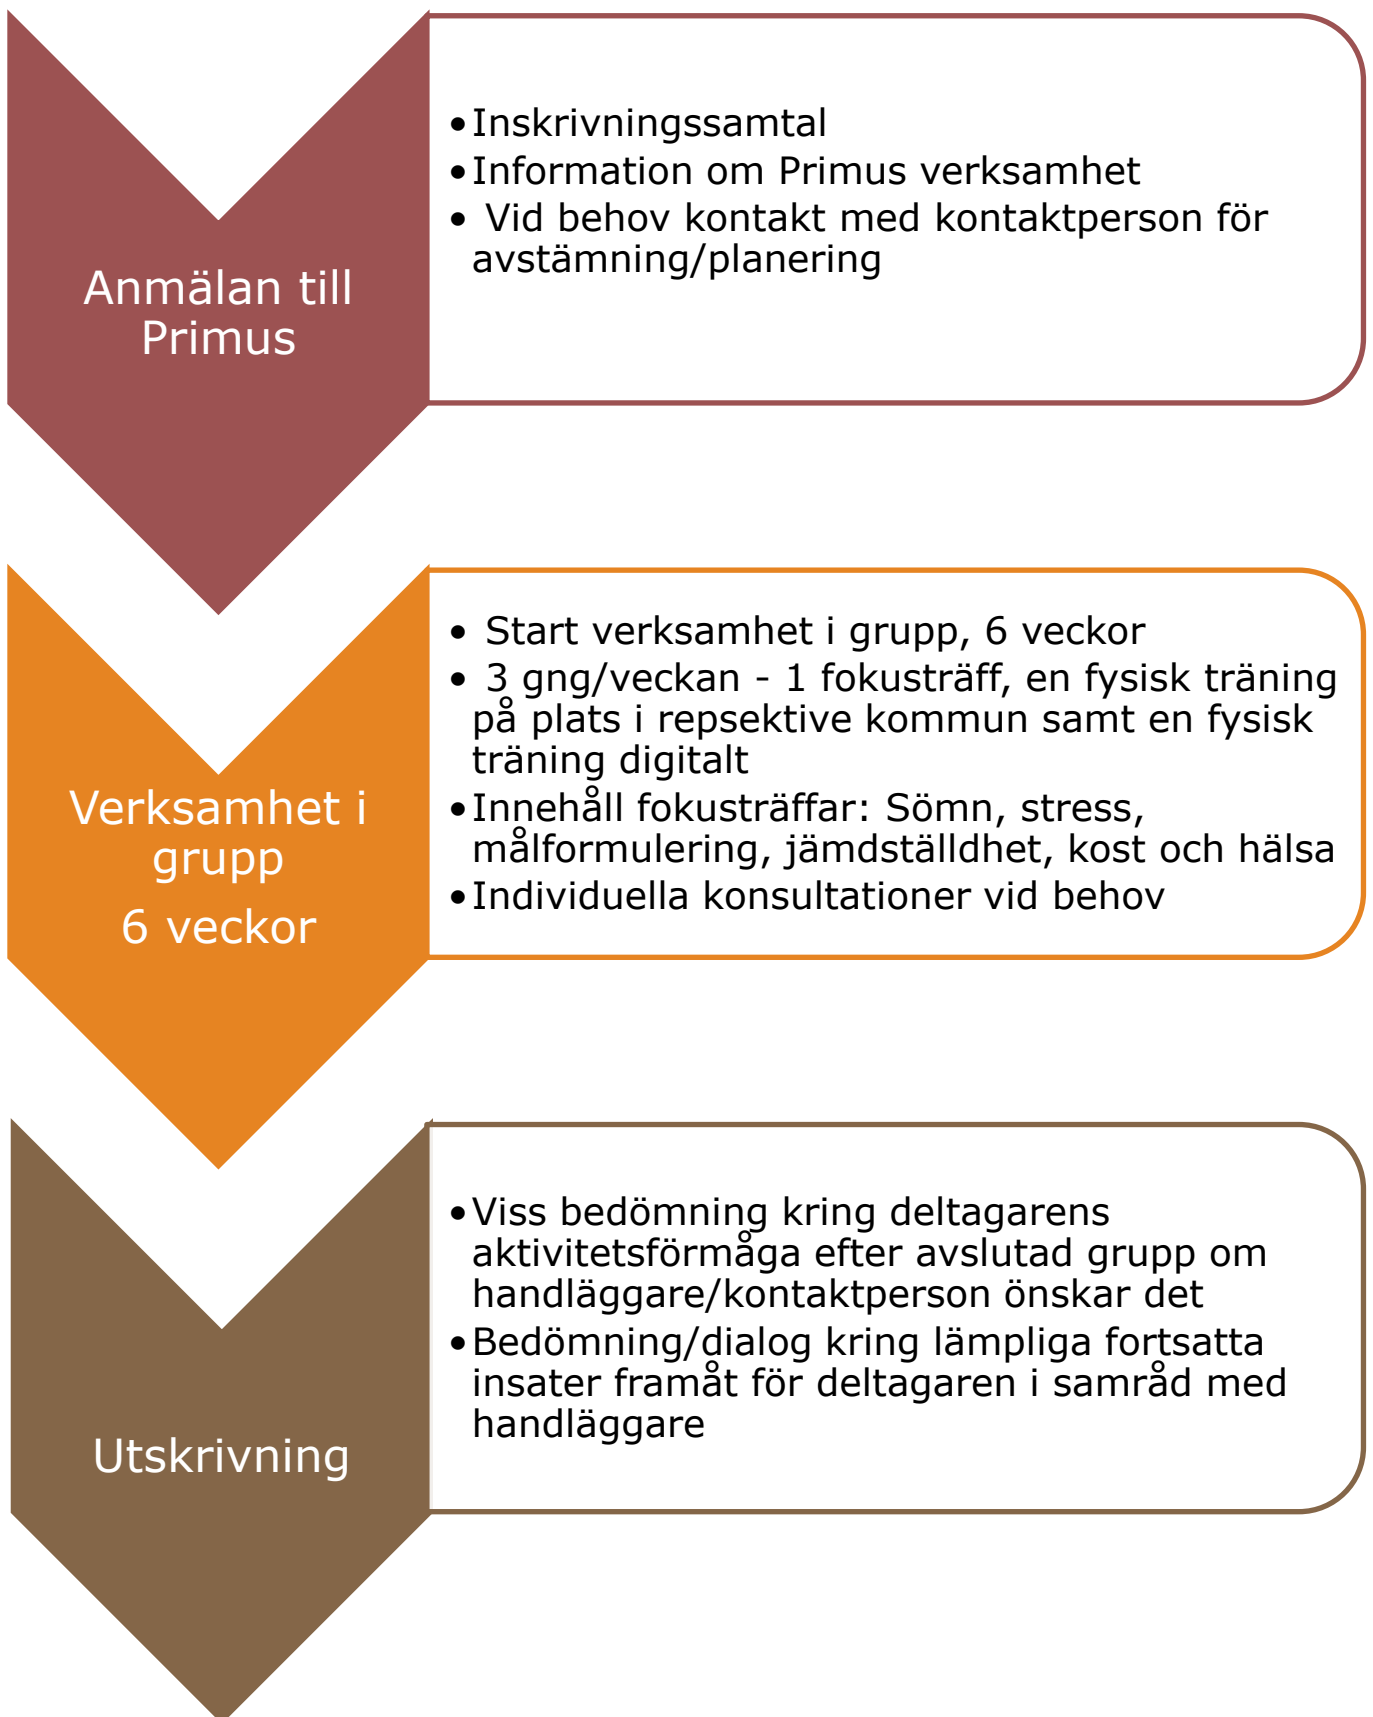 Anmälan till
Primus
•Inskrivningssamtal
•Information om Primus verksamhet
• Vid behov kontakt med kontaktperson för
avstämning/planering
Verksamhet i
grupp
6 veckor
• Start verksamhet i grupp, 6 veckor
• 3 gng/veckan - 1 fokusträff, en fysisk träning
på plats i repsektive kommun samt en fysisk
träning digitalt
•Innehåll fokusträffar: Sömn, stress,
målformulering, jämdställdhet, kost och hälsa
•Individuella konsultationer vid behov
Utskrivning
•Viss bedömning kring deltagarens
aktivitetsförmåga efter avslutad grupp om
handläggare/kontaktperson önskar det
•Bedömning/dialog kring lämpliga fortsatta
insater framåt för deltagaren i samråd med
handläggare